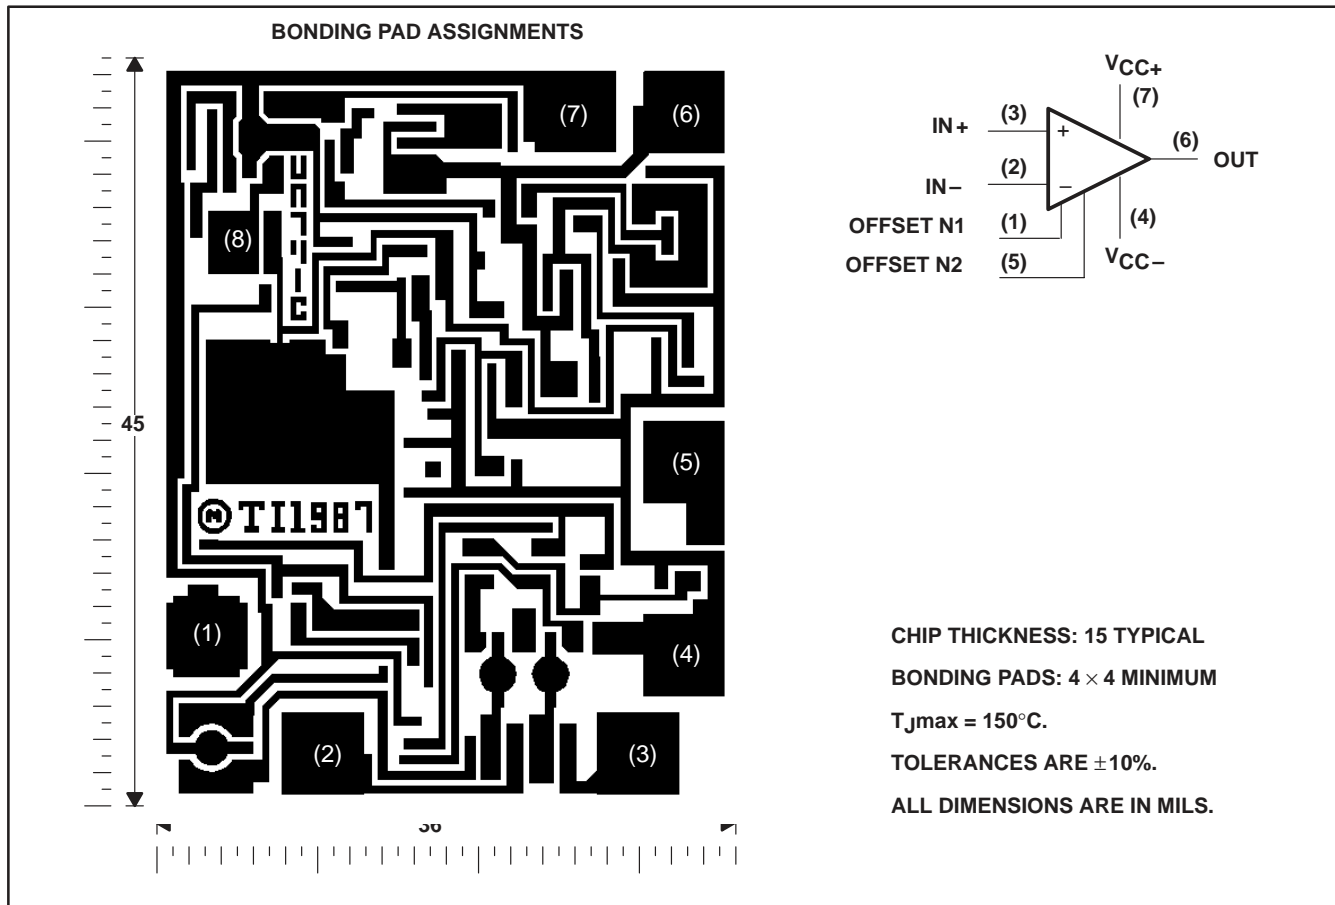 BONDING PAD ASSIGNMENTS
(7)
(6)
(8)
45
(5)
TI1987
(1)
(4)
(2)
(3)
36
VCC+
(7)
IN+
(3)
+
(6)
OUT
(2)
IN−
−
OFFSET N1
(1)
(4)
OFFSET N2
(5)
VCC−
CHIP THICKNESS: 15 TYPICAL
BONDING PADS: 4 × 4 MINIMUM
TJmax = 150°C.
TOLERANCES ARE ±10%.
ALL DIMENSIONS ARE IN MILS.